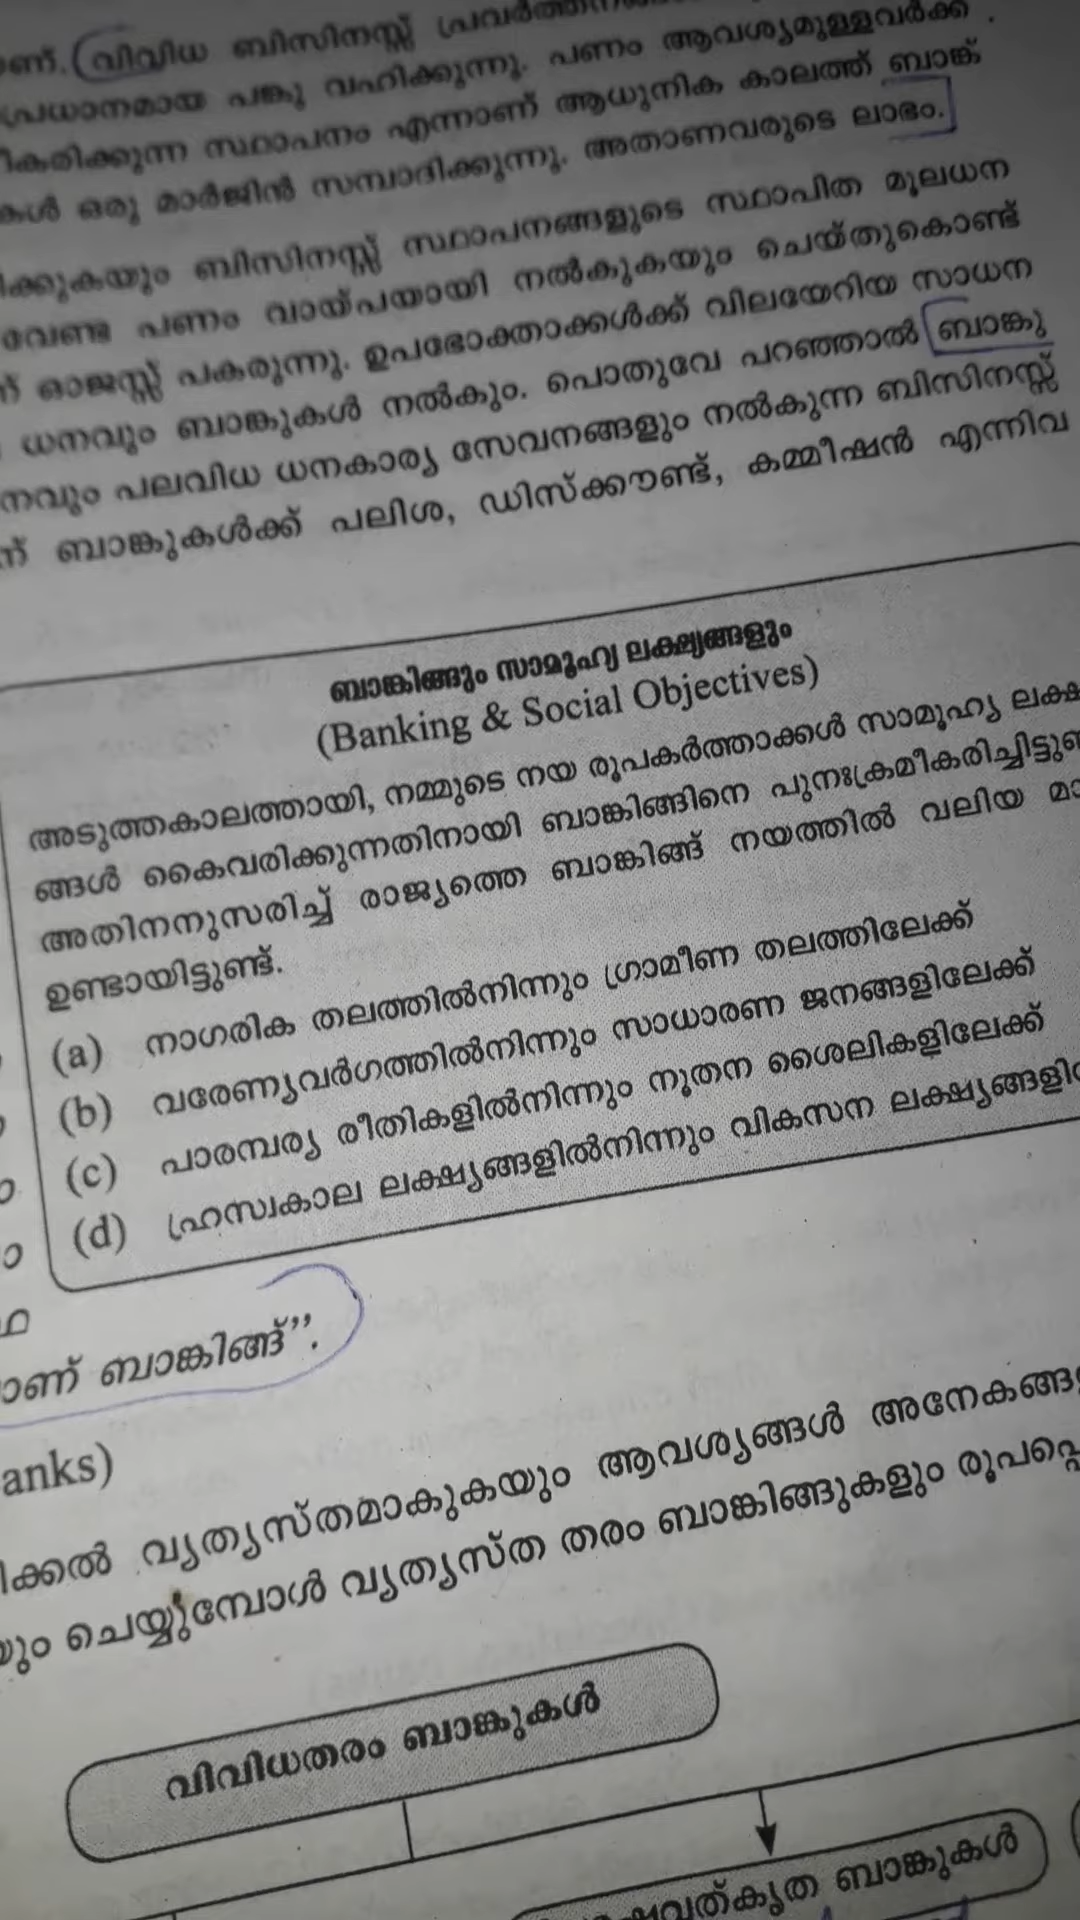 വിവിധ ബിസിനസ്സ്
പ്രധാനമായ പങ്കു വഹിക്കുന്നു. പണം ആവശ്യമുള്ളവർക്ക്
കരിക്കുന്ന സ്ഥാപനം എന്നാണ് ആധുനിക കാലത്ത് ബാങ്ക്
കൾ ഒരു മാർജിൻ സമ്പാദിക്കുന്നു. അതാണവരുടെ ലാഭം.
ിക്കുകയും ബിസിനസ്സ് സ്ഥാപനങ്ങളുടെ സ്ഥാപിത മൂലധന
വേണ്ട പണം വായ്പയായി നൽകുകയും ചെയ്തുകൊണ്ട്
ന് ഓജസ്സ് പകരുന്നു. ഉപഭോക്താക്കൾക്ക് വിലയേറിയ സാധന
ധനവും ബാങ്കുകൾ നൽകും. പൊതുവേ പറഞ്ഞാൽ ബാങ്കു
നവും പലവിധ ധനകാര്യ സേവനങ്ങളും നൽകുന്ന ബിസിനസ്സ്
ന് ബാങ്കുകൾക്ക് പലിശ, ഡിസ്ക്കൗണ്ട്, കമ്മീഷൻ എന്നിവ
ബാങ്കിങ്ങും സാമൂഹ്യ ലക്ഷ്യങ്ങളും
(Banking & Social Objectives)
അടുത്തകാലത്തായി, നമ്മുടെ നയ രൂപകർത്താക്കൾ സാമൂഹ്യ ലക്ഷ
ങ്ങൾ കൈവരിക്കുന്നതിനായി ബാങ്കിങ്ങിനെ പുനഃക്രമീകരിച്ചിട്ടുണ്
അതിനനുസരിച്ച് രാജ്യത്തെ ബാങ്കിങ്ങ് നയത്തിൽ വലിയ മാ
ഉണ്ടായിട്ടുണ്ട്.
(a) നാഗരിക തലത്തിൽനിന്നും ഗ്രാമീണ തലത്തിലേക്ക്
(b) വരേണ്യവർഗത്തിൽനിന്നും സാധാരണ ജനങ്ങളിലേക്ക്
(c) പാരമ്പര്യ രീതികളിൽനിന്നും നൂതന ശൈലികളിലേക്ക്
(d) ഹ്രസ്വകാല ലക്ഷ്യങ്ങളിൽനിന്നും വികസന ലക്ഷ്യങ്ങളില
ാണ് ബാങ്കിങ്ങ്".
anks)
ിക്കൽ വ്യത്യസ്തമാകുകയും ആവശ്യങ്ങൾ അനേകങ്ങള
യും ചെയ്യുമ്പോൾ വ്യത്യസ്ത തരം ബാങ്കിങ്ങുകളും രൂപപ്പെ
വിവിധതരം ബാങ്കുകൾ
വത്കൃത ബാങ്കുകൾ